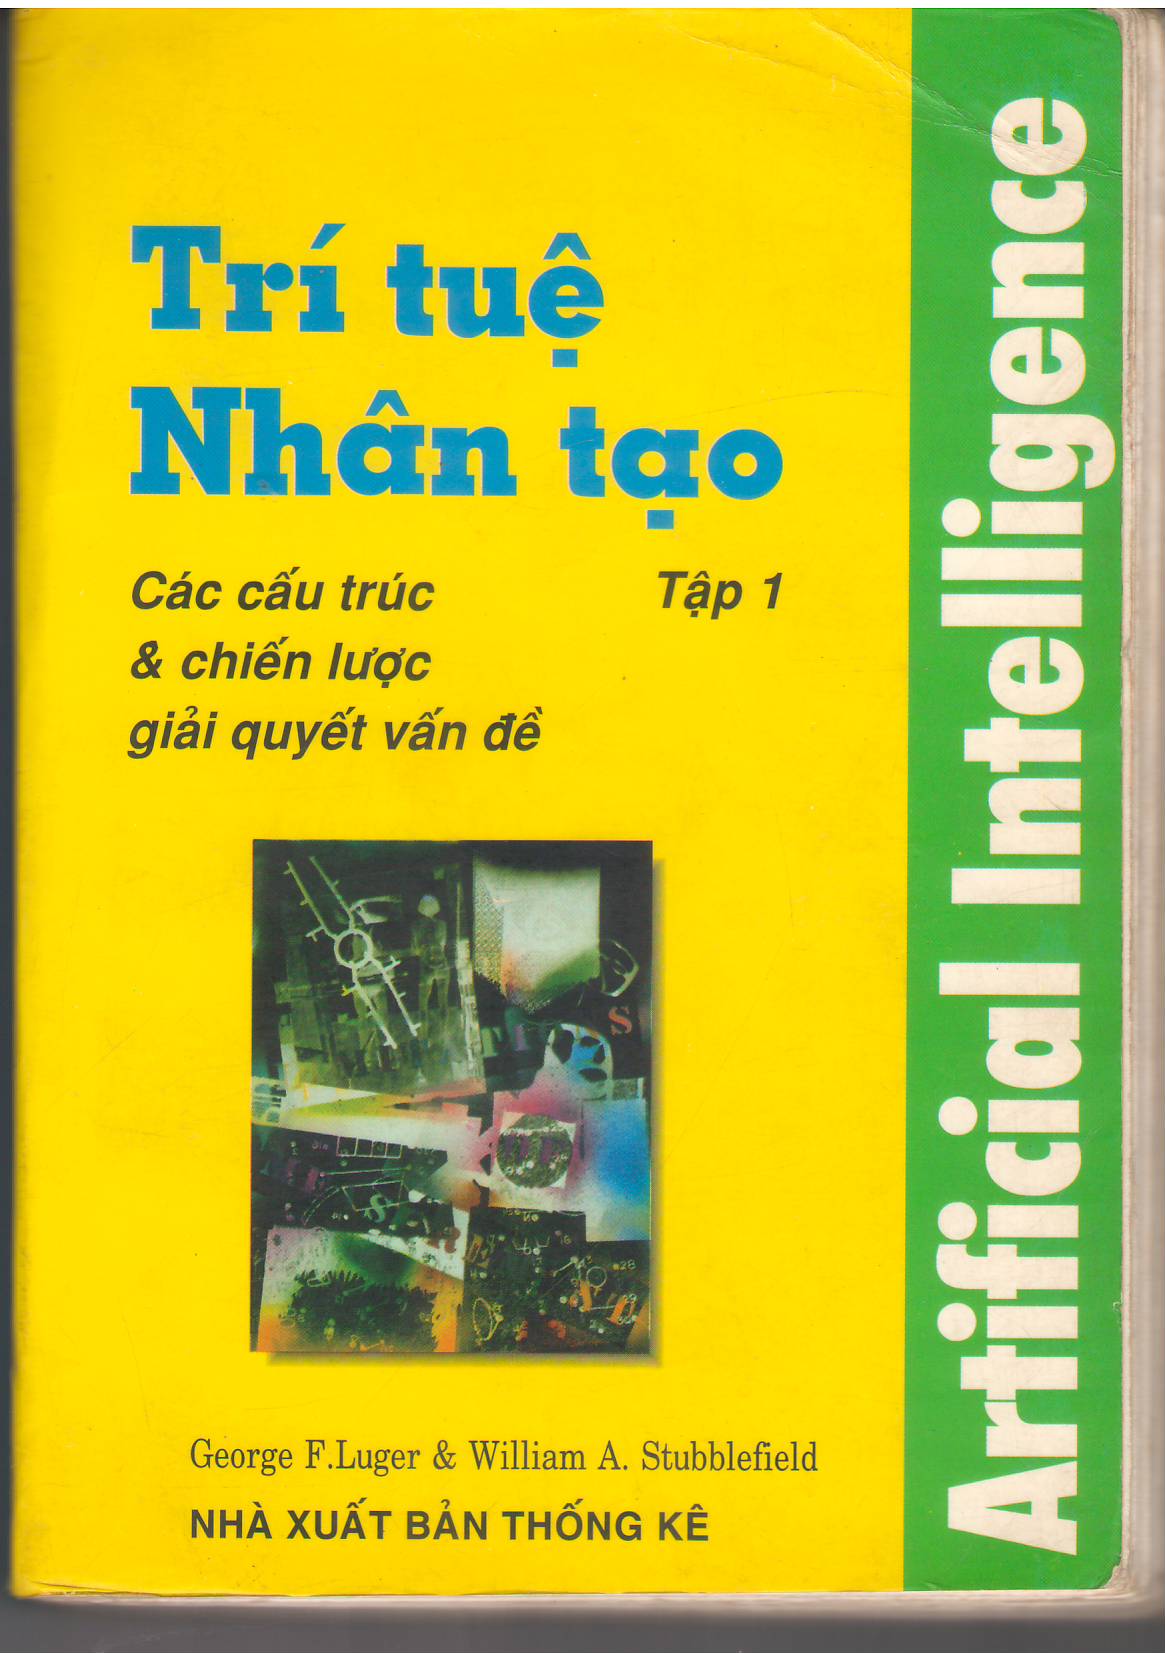 Trí tuệ
Nhân tạo
Các cấu trúc
& chiến lược
giải quyết vấn đề
Tập 1
George F.Luger & William A. Stubblefield
NHÀ XUẤT BẢN THỐNG KÊ
Artificial Intelligence